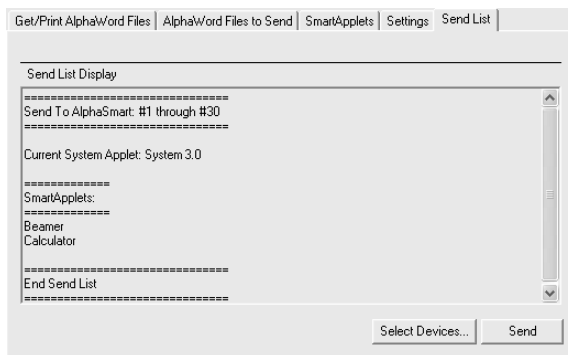 Get/Print AlphaWord Files | AlphaWord Files to Send | SmartApplets | Settings | Send List
Send List Display
===============================
Send To AlphaSmart: #1 through #30
===============================
Current System Applet: System 3.0
=============
SmartApplets:
=============
Beamer
Calculator
===============================
End Send List
===============================
Select Devices... Send